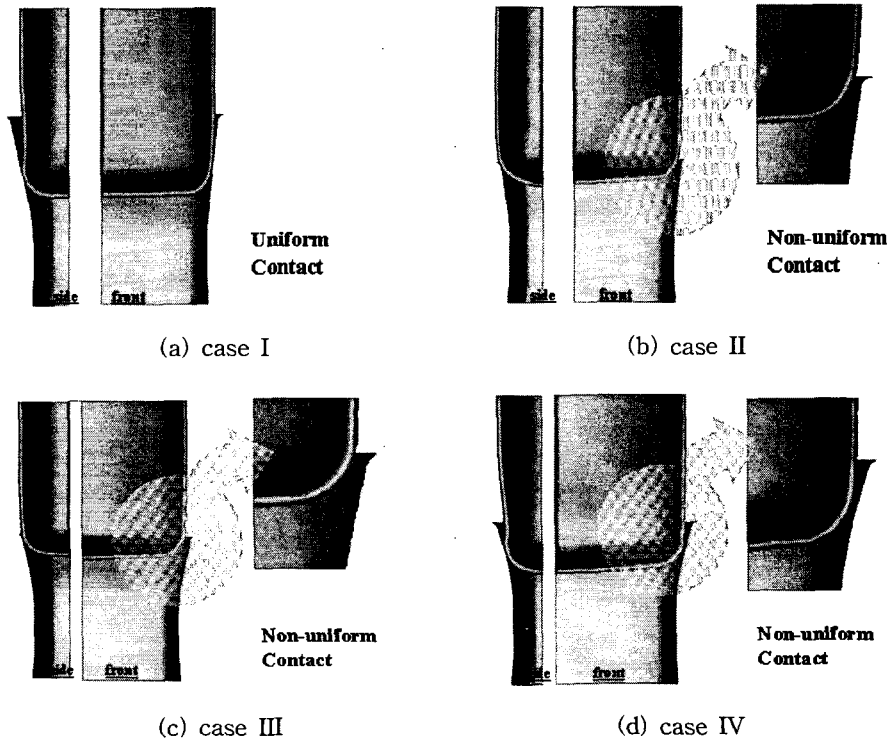 Uniform
Contact
side
front
(a) case Ⅰ
Non-uniform
Contact
side
front
(b) case Ⅱ
Non-uniform
Contact
side
front
(c) case Ⅲ
Non-uniform
Contact
front
(d) case Ⅳ